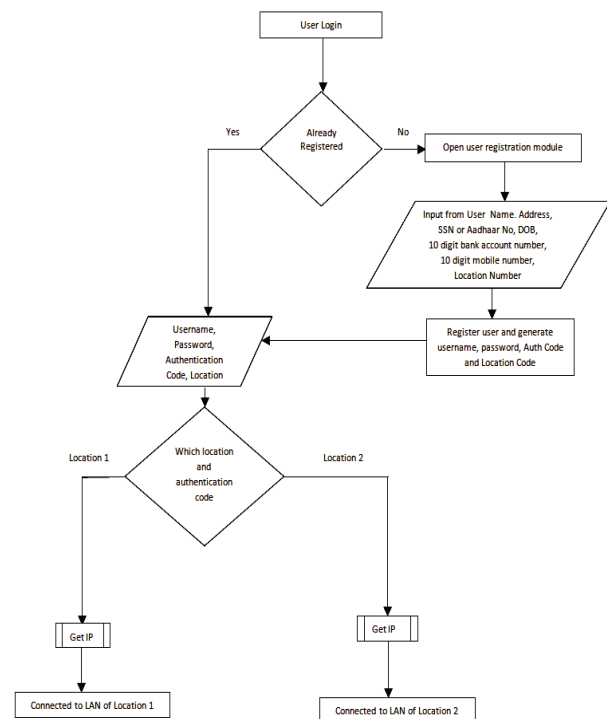 User Login
Already
Registered
Yes
No
Open user registration module
Input from User Name. Address,
SSN or Aadhaar No, DOB,
10 digit bank account number,
10 digit mobile number,
Location Number
Register user and generate
username, password, Auth Code
and Location Code
Username,
Password,
Authentication
Code, Location
Which location
and
authentication
code
Location 1
Location 2
Get IP
Get IP
Connected to LAN of Location 1
Connected to LAN of Location 2